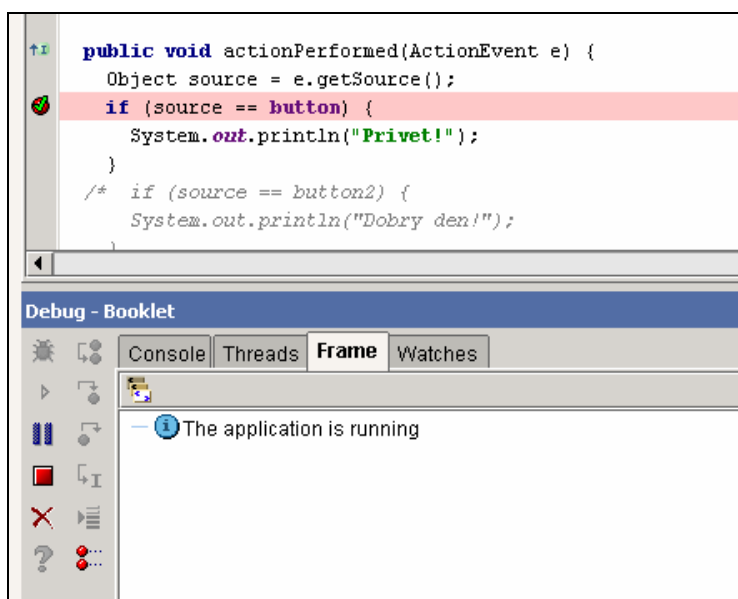 public void actionPerformed(ActionEvent e) {
Object source = e.getSource();
if (source == button) {
System.out.println("Privet!");
}
/* if (source == button2) {
System.out.println("Dobry den!");
}
Debug - Booklet
Console Threads Frame Watches
The application is running